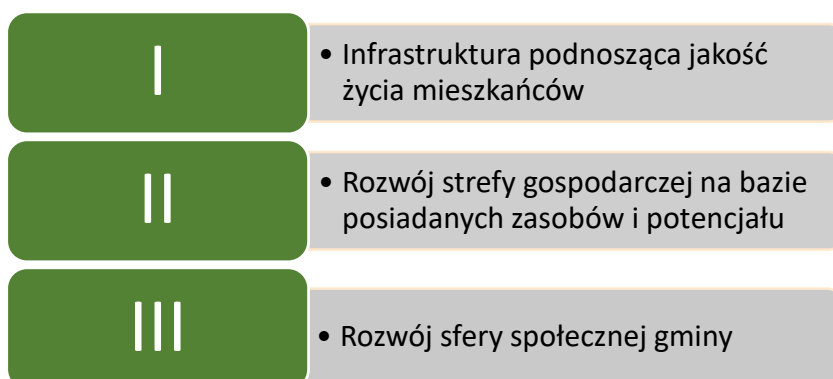 I
• Infrastruktura podnosząca jakość
życia mieszkańców
II
• Rozwój strefy gospodarczej na bazie
posiadanych zasobów i potencjału
III
• Rozwój sfery społecznej gminy